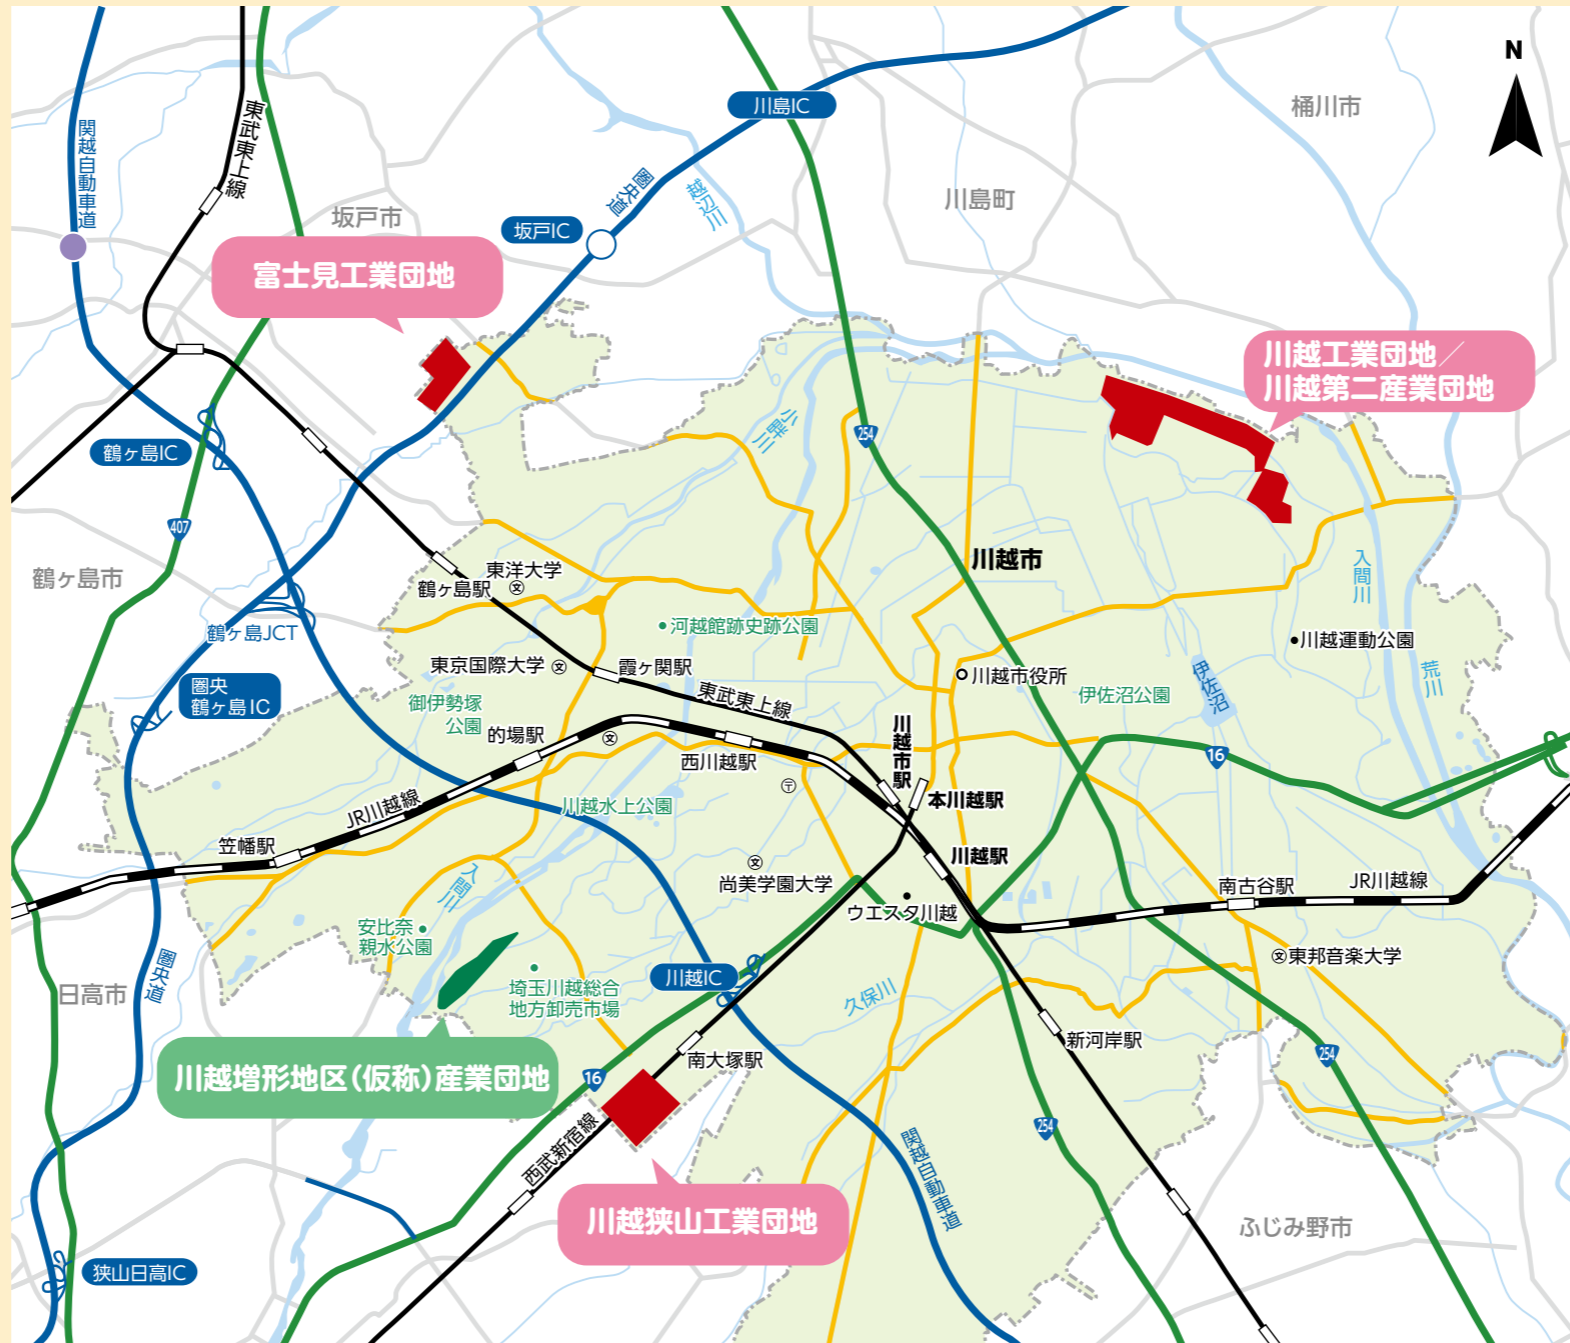 N
桶川市
川島IC
関越自動車道
東武東上線
圏央道
越辺川
川島町
坂戸市
坂戸IC
富士見工業団地
川越工業団地／
川越第二産業団地
小畔川
254
鶴ヶ島IC
407
鶴ヶ島市
東洋大学
鶴ヶ島駅
文
川越市
入間川
河越館跡史跡公園
川越運動公園
鶴ヶ島JCT
東京国際大学
文
霞ヶ関駅
川越市役所
伊佐沼公園
伊佐沼
荒川
圏央
鶴ヶ島IC
御伊勢塚
公園
東武東上線
的場駅
文
川越市駅
西川越駅
16
〒
本川越駅
JR川越線
川越水上公園
笠幡駅
入間川
文
尚美学園大学
川越駅
ウエスタ川越
南古谷駅
JR川越線
安比奈
親水公園
圏央道
日高市
埼玉川越総合
地方卸売市場
川越IC
久保川
文
東邦音楽大学
新河岸駅
254
川越増形地区（仮称）産業団地
16
南大塚駅
254
西武新宿線
関越自動車道
川越狭山工業団地
ふじみ野市
狭山日高IC